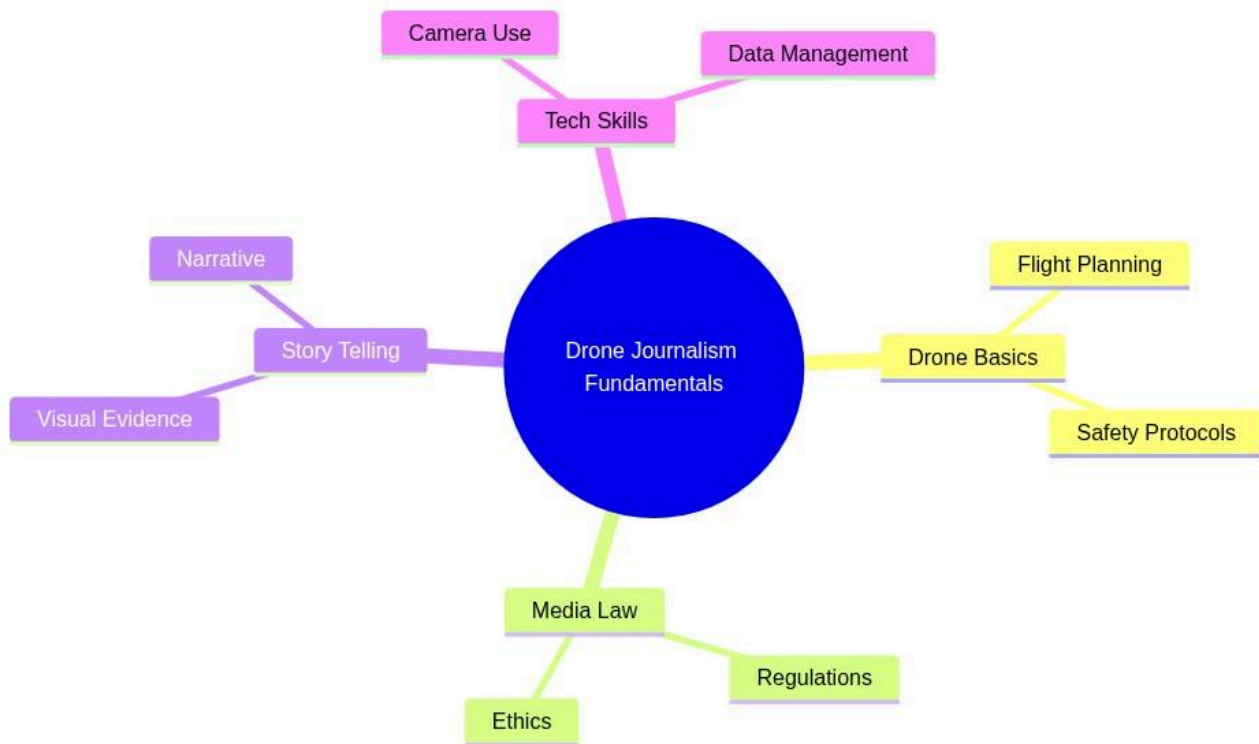 Camera Use
Data Management
Tech Skills
Narrative
Story Telling
Visual Evidence
Drone Journalism
Fundamentals
Flight Planning
Drone Basics
Safety Protocols
Media Law
Regulations
Ethics